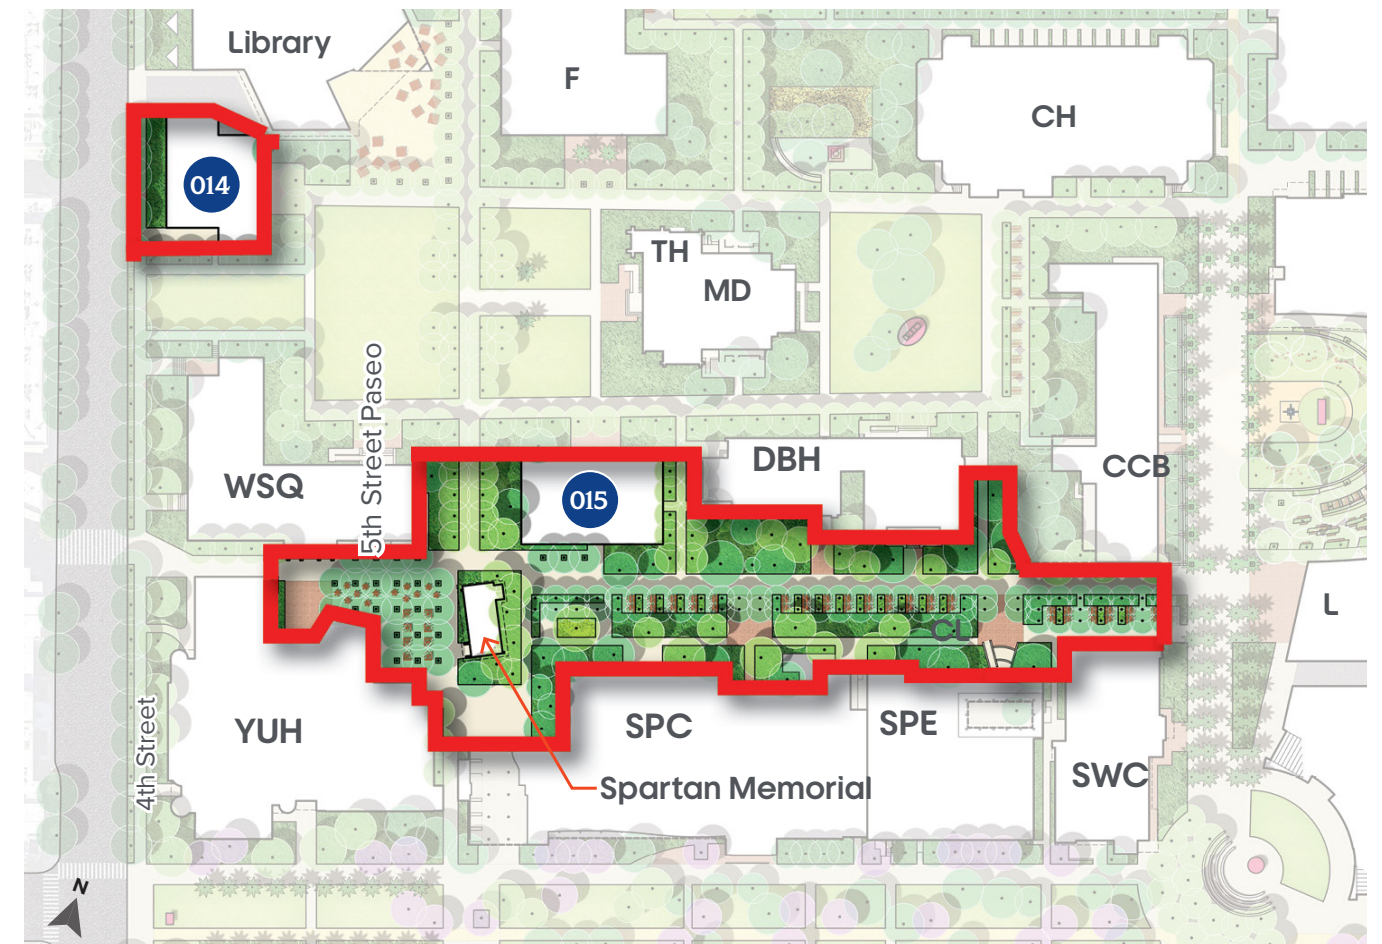 Library
F
CH
014
TH
MD
5th Street Paseo
WSQ
015
DBH
CCB
L
CL
4th Street
YUH
SPC
SPE
SWC
Spartan Memorial
N